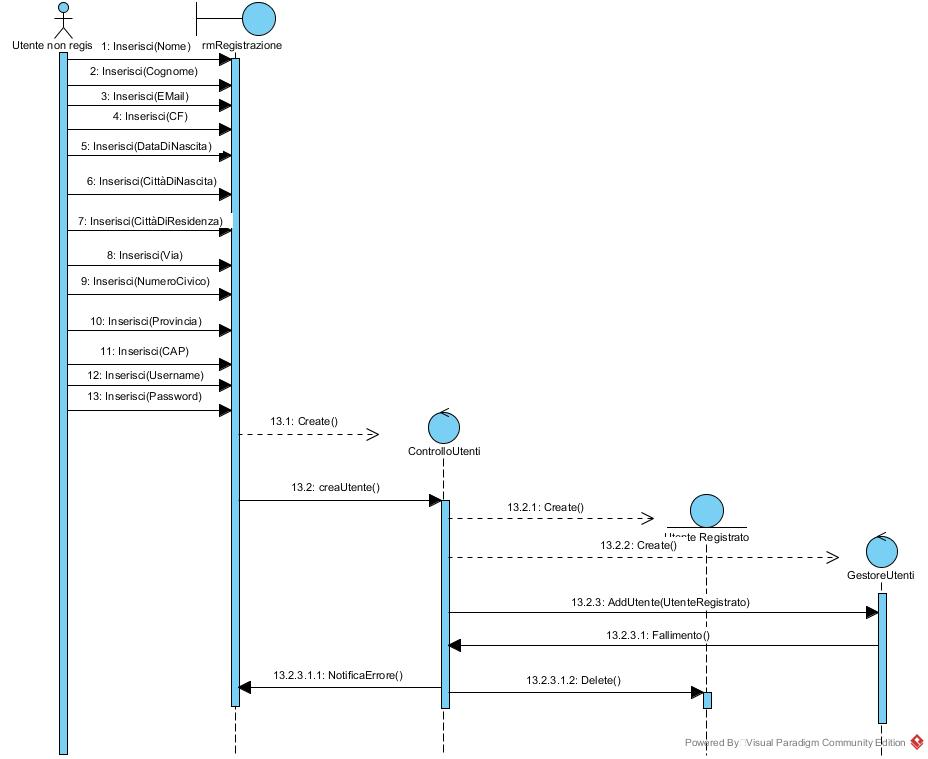 Utente non regis
rmRegistrazione
1: Inserisci(Nome)
2: Inserisci(Cognome)
3: Inserisci(EMail)
4: Inserisci(CF)
5: Inserisci(DataDiNascita)
6: Inserisci(CittàDiNascita)
7: Inserisci(CittàDiResidenza)
8: Inserisci(Via)
9: Inserisci(NumeroCivico)
10: Inserisci(Provincia)
11: Inserisci(CAP)
12: Inserisci(Username)
13: Inserisci(Password)
13.1: Create()
ControlloUtenti
13.2: creaUtente()
13.2.1: Create()
Utente Registrato
13.2.2: Create()
GestoreUtenti
13.2.3: AddUtente(UtenteRegistrato)
13.2.3.1: Fallimento()
13.2.3.1.1: NotificaErrore()
13.2.3.1.2: Delete()
Powered By Visual Paradigm Community Edition